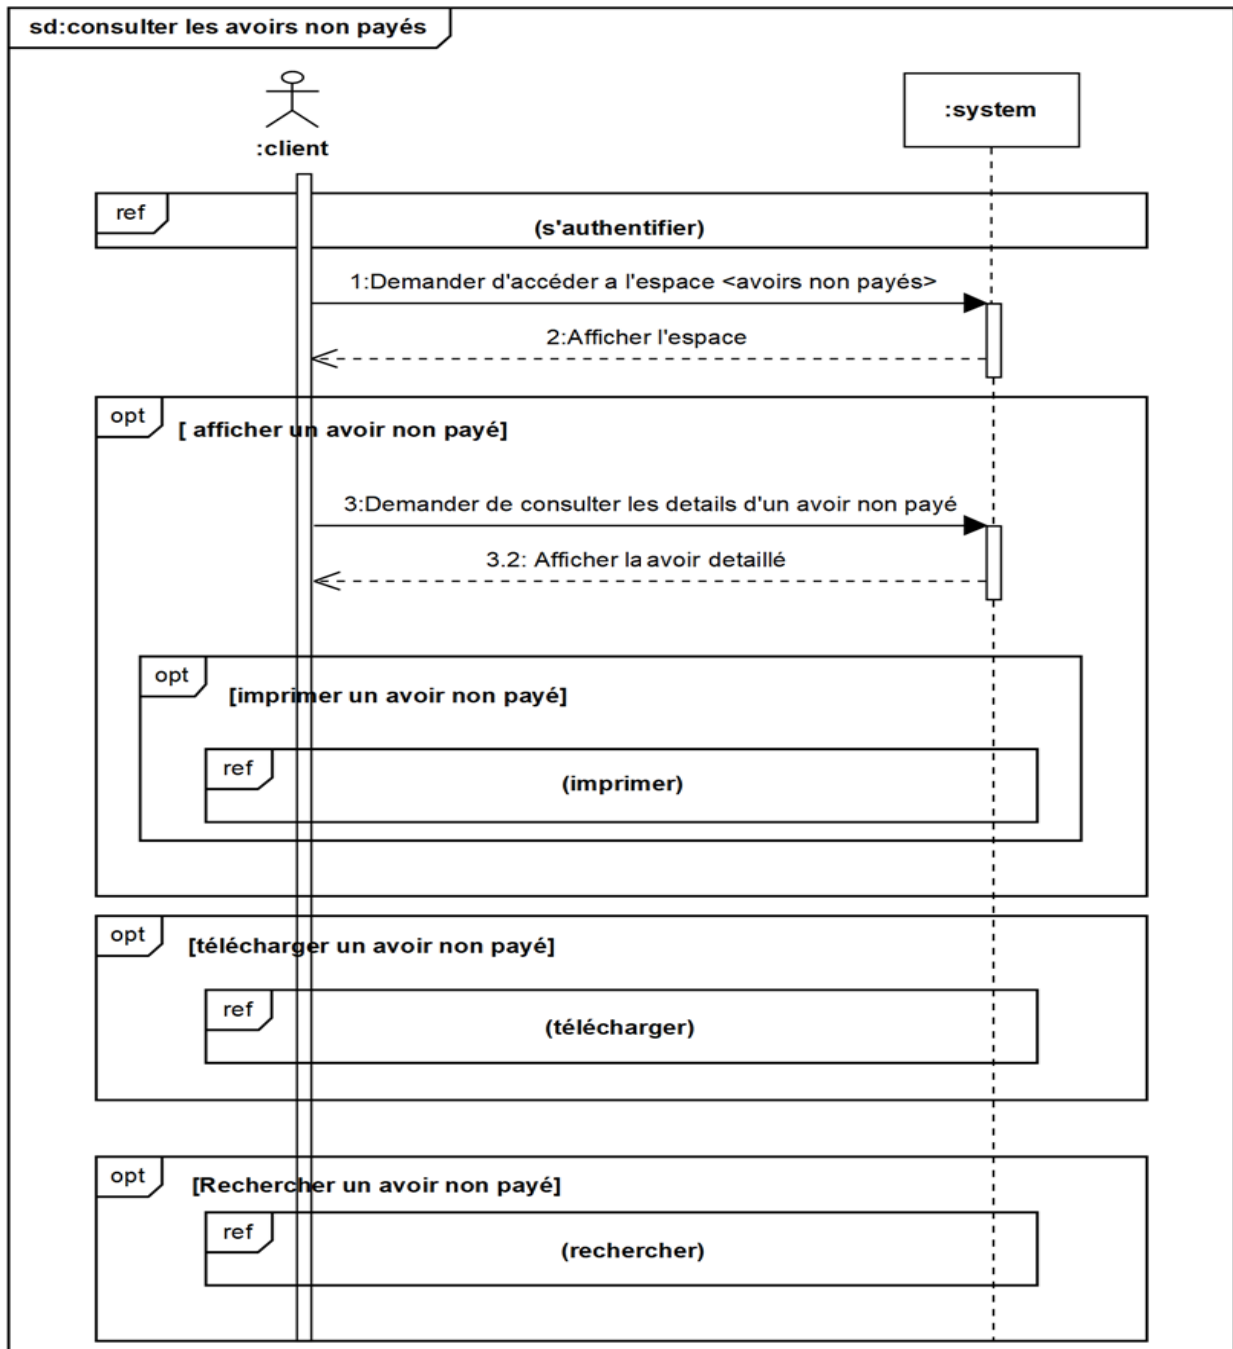 sd:consulter les avoirs non payés
:client
:system
ref
(s'authentifier)
1:Demander d'accéder a l'espace <avoirs non payés>
2:Afficher l'espace
opt
[ afficher un avoir non payé]
3:Demander de consulter les details d'un avoir non payé
3.2: Afficher la avoir detaillé
opt
[imprimer un avoir non payé]
ref
(imprimer)
opt
[télécharger un avoir non payé]
ref
(télécharger)
opt
[Rechercher un avoir non payé]
ref
(rechercher)